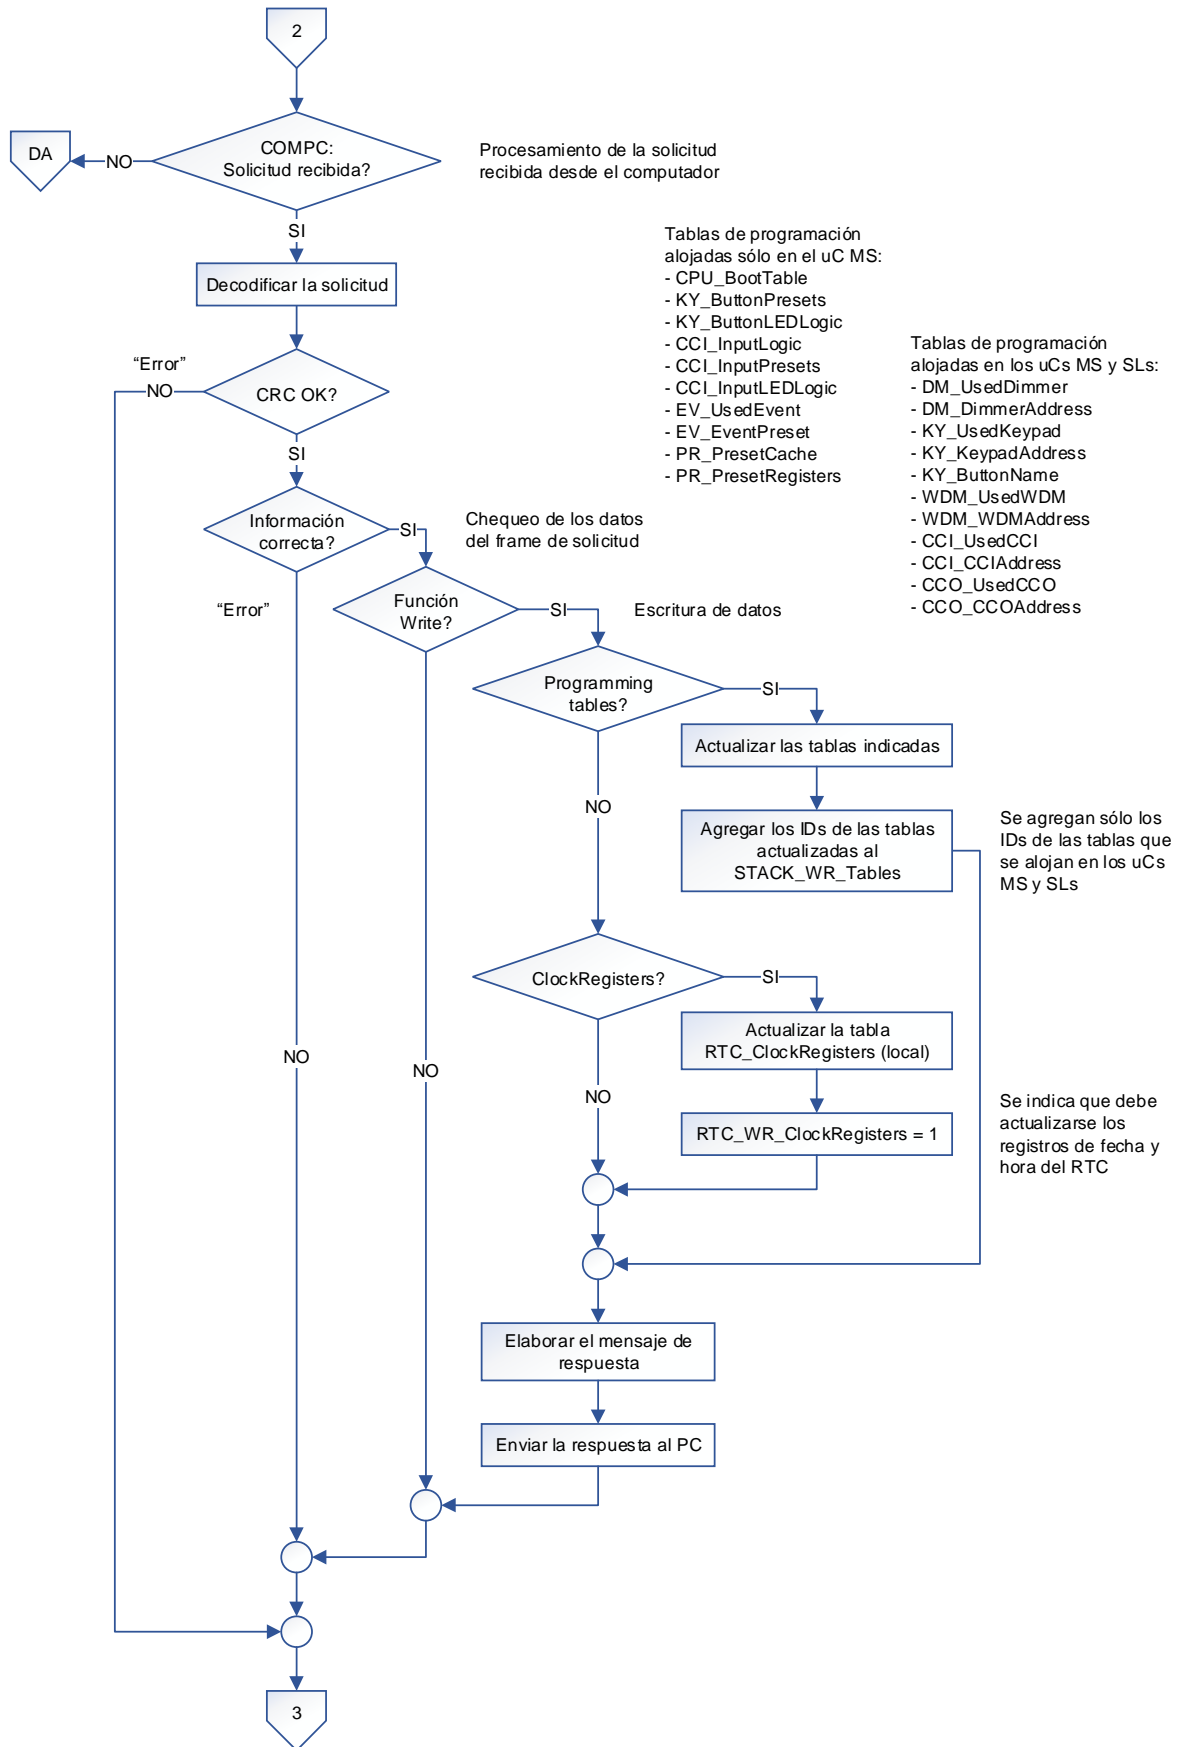 2
COMPC:
Solicitud recibida?
NO
DA
Procesamiento de la solicitud
recibida desde el computador
SI
Decodificar la solicitud
Tablas de programación
alojadas sólo en el uC MS:
- CPU_BootTable
- KY_ButtonPresets
- KY_ButtonLEDLogic
- CCI_InputLogic
- CCI_InputPresets
- CCI_InputLEDLogic
- EV_UsedEvent
- EV_EventPreset
- PR_PresetCache
- PR_PresetRegisters
Tablas de programación
alojadas en los uCs MS y SLs:
- DM_UsedDimmer
- DM_DimmerAddress
- KY_UsedKeypad
- KY_KeypadAddress
- KY_ButtonName
- WDM_UsedWDM
- WDM_WDMAddress
- CCI_UsedCCI
- CCI_CCIAddress
- CCO_UsedCCO
- CCO_CCOAddress
“Error”
NO
CRC OK?
SI
Información
correcta?
SI
Chequeo de los datos
del frame de solicitud
“Error”
Función
Write?
SI
Escritura de datos
Programming
tables?
SI
Actualizar las tablas indicadas
NO
Agregar los IDs de las tablas
actualizadas al
STACK_WR_Tables
Se agregan sólo los
IDs de las tablas que
se alojan en los uCs
MS y SLs
ClockRegisters?
SI
Actualizar la tabla
RTC_ClockRegisters (local)
NO
NO
NO
RTC_WR_ClockRegisters = 1
Se indica que debe
actualizarse los
registros de fecha y
hora del RTC
Elaborar el mensaje de
respuesta
Enviar la respuesta al PC
3